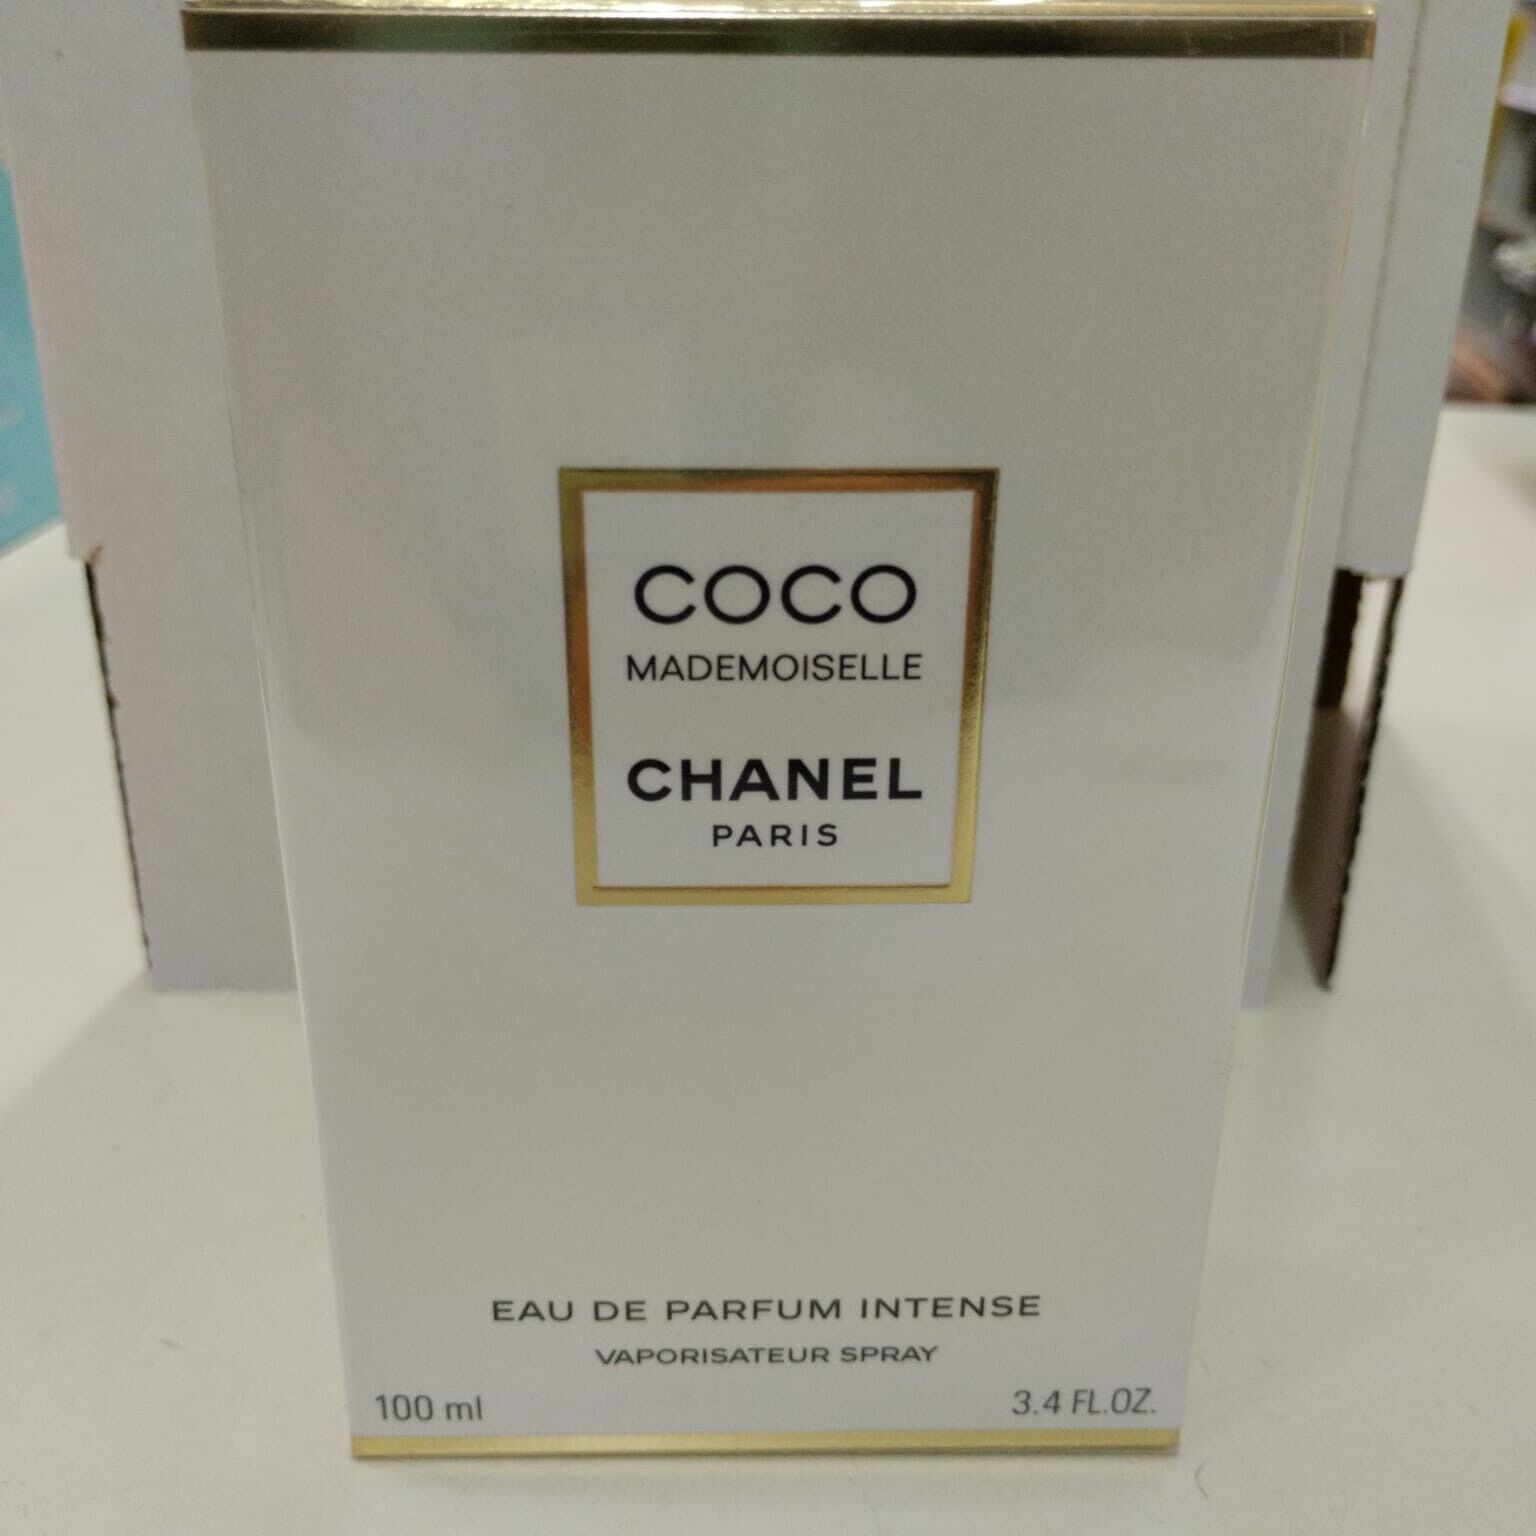 COCO
MADEMOISELLE
CHANEL
PARIS
EAU DE PARFUM INTENSE
VAPORISATEUR SPRAY
100 ml 3.4 FL.OZ.